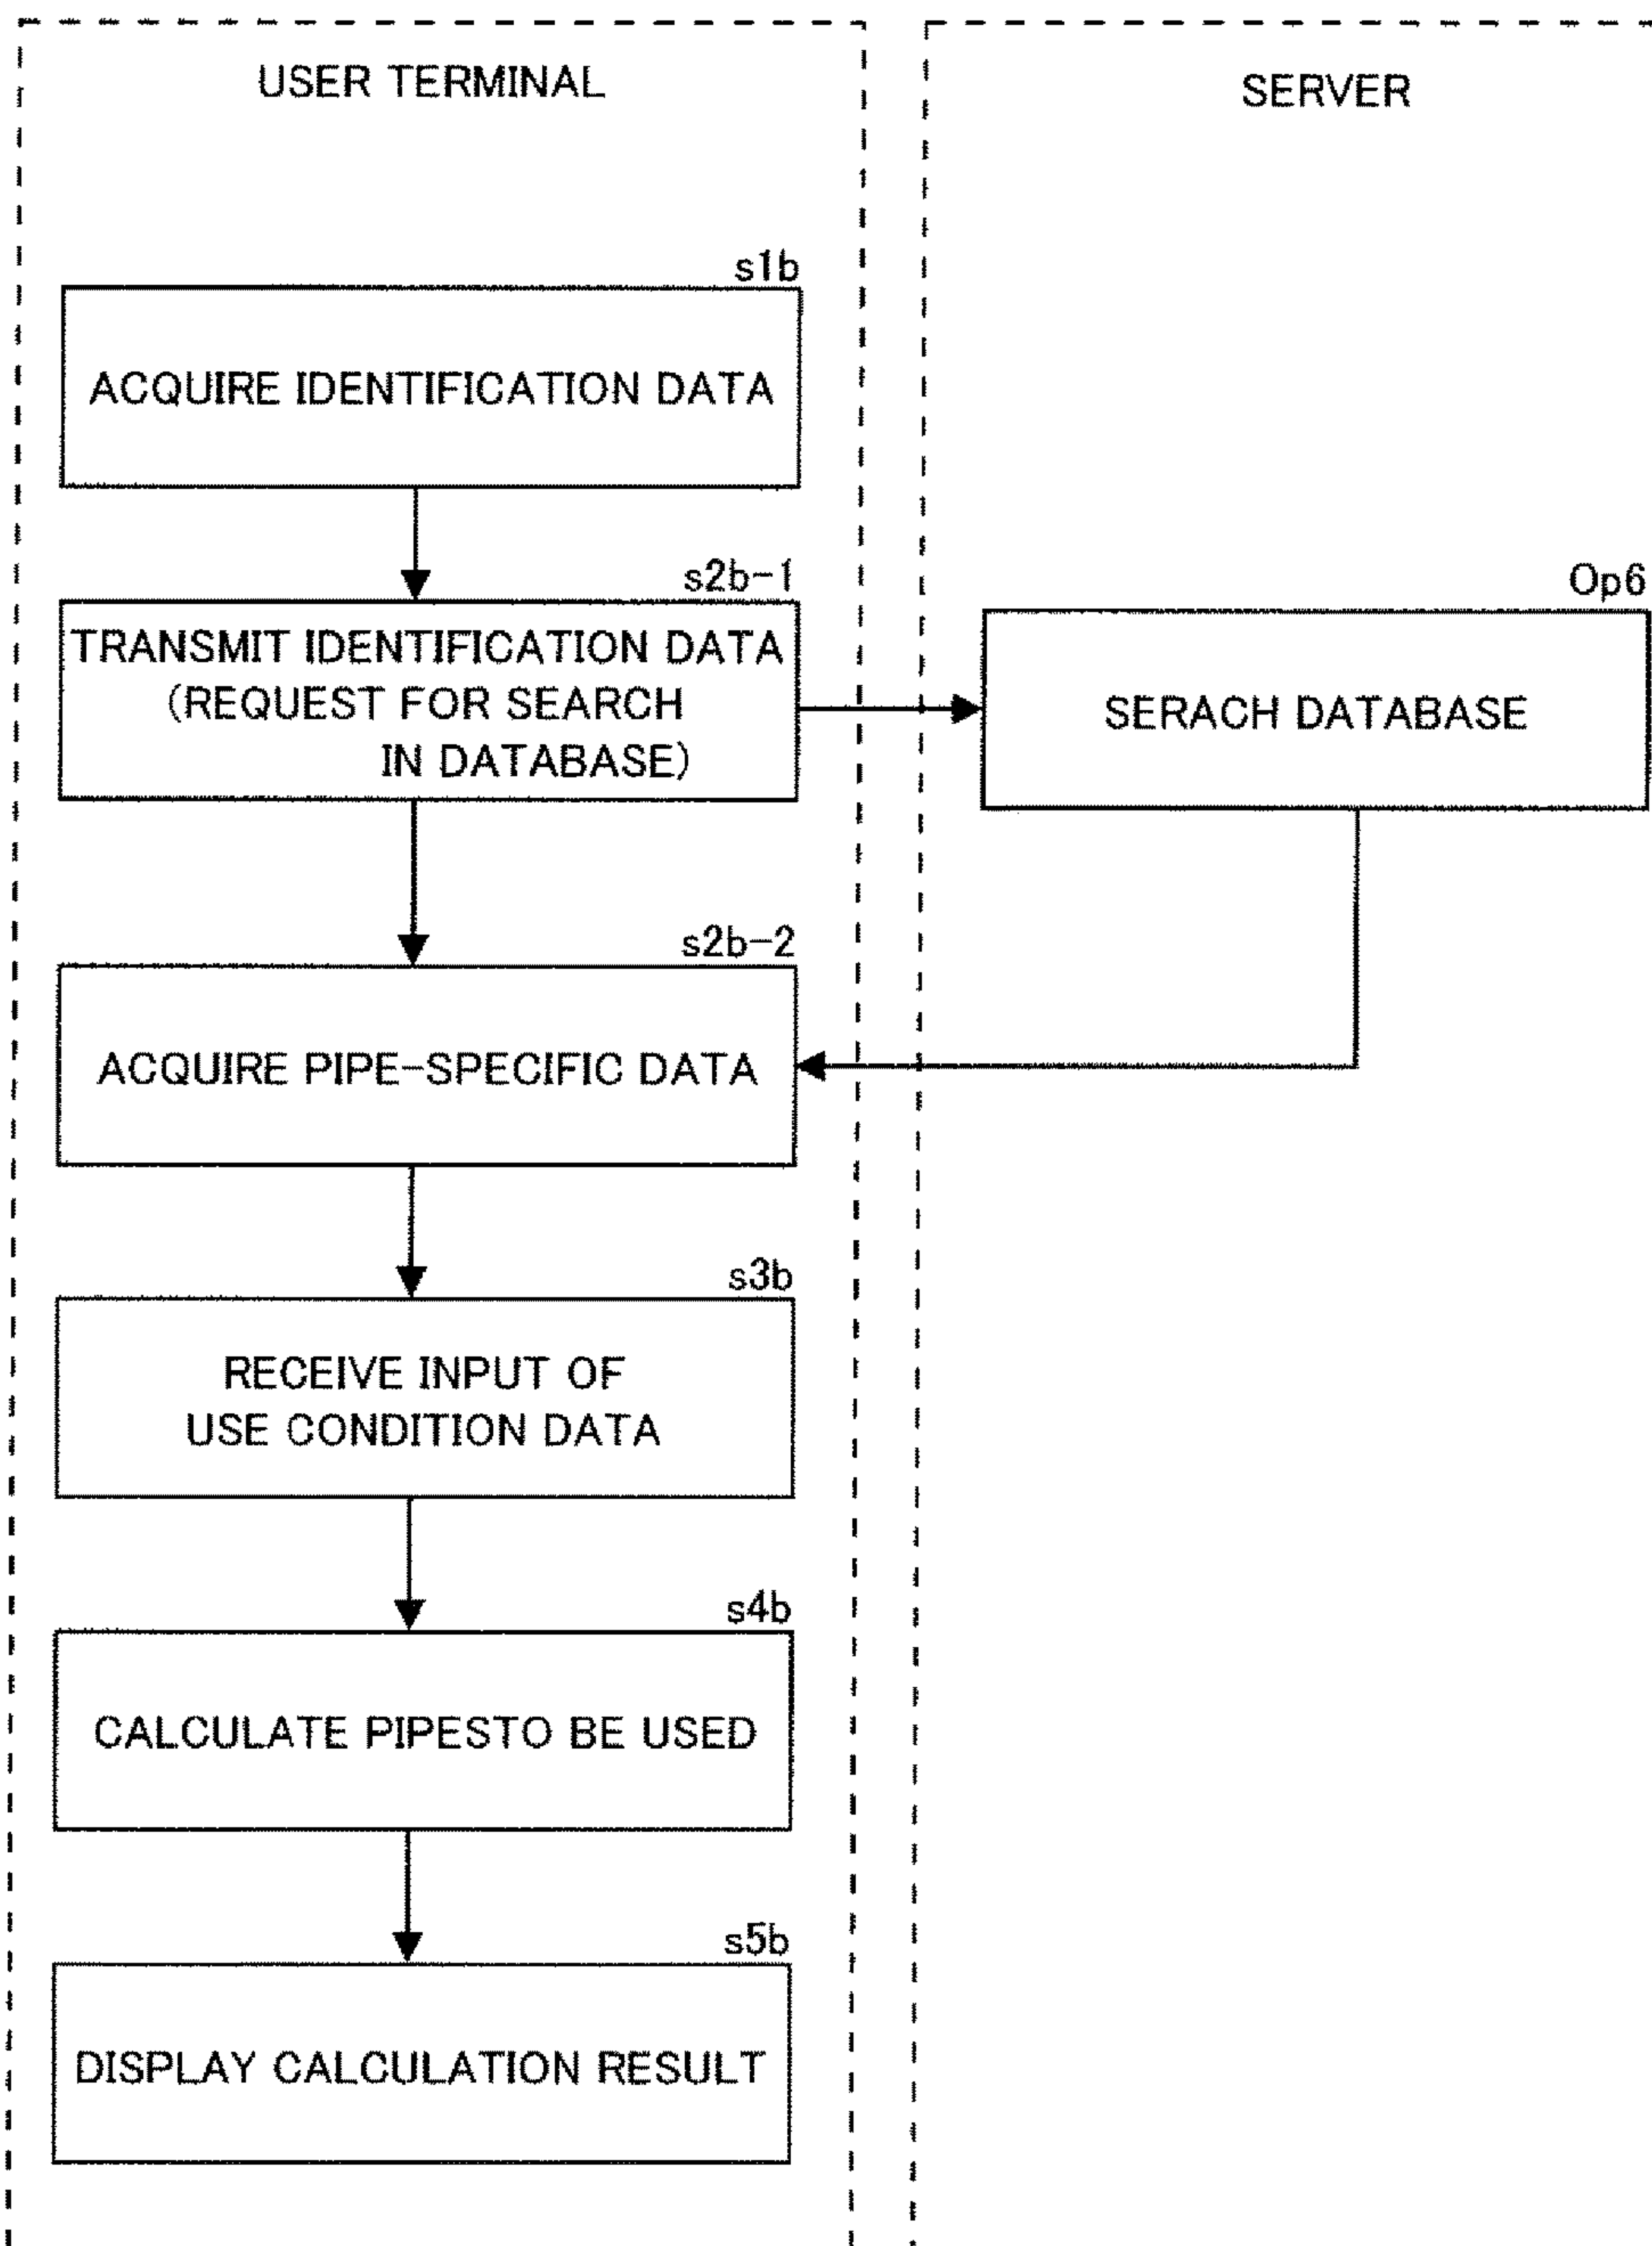 USER TERMINAL
SERVER
s1b
ACQUIRE IDENTIFICATION DATA
s2b-1
TRANSMIT IDENTIFICATION DATA
(REQUEST FOR SEARCH
IN DATABASE)
Op6
SERACH DATABASE
s2b-2
ACQUIRE PIPE-SPECIFIC DATA
s3b
RECEIVE INPUT OF
USE CONDITION DATA
s4b
CALCULATE PIPESTO BE USED
s5b
DISPLAY CALCULATION RESULT